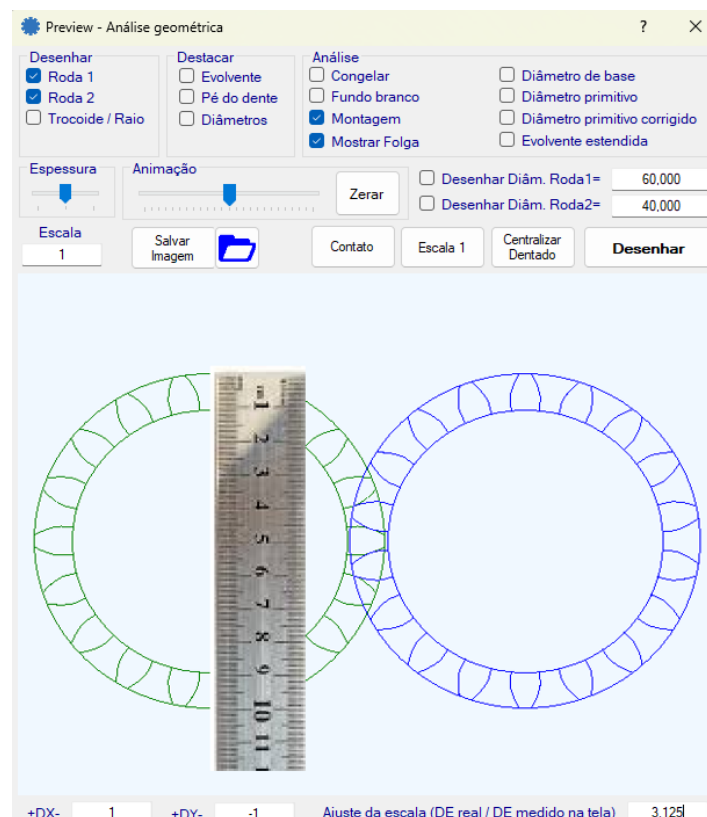 Preview - Análise geométrica ? X
Desenhar Destacar Análise
Roda 1 Evolvente Congelar Diâmetro de base
Roda 2 Pé do dente Fundo branco Diâmetro primitivo
Trocoide / Raio Diâmetros Montagem Diâmetro primitivo corrigido
Mostrar Folga Evolvente estendida
Espessura Animação Zerar Desenhar Diâm. Roda1= 60,000
Desenhar Diâm. Roda2= 40,000
Escala
1 Salvar Imagem Contato Escala 1 Centralizar Dentado Desenhar
1
2
3
4
5
6
7
8
9
10
11
+DX- 1 +DY- -1 Ajuste da escala (DE real / DE medido na tela) 3,125